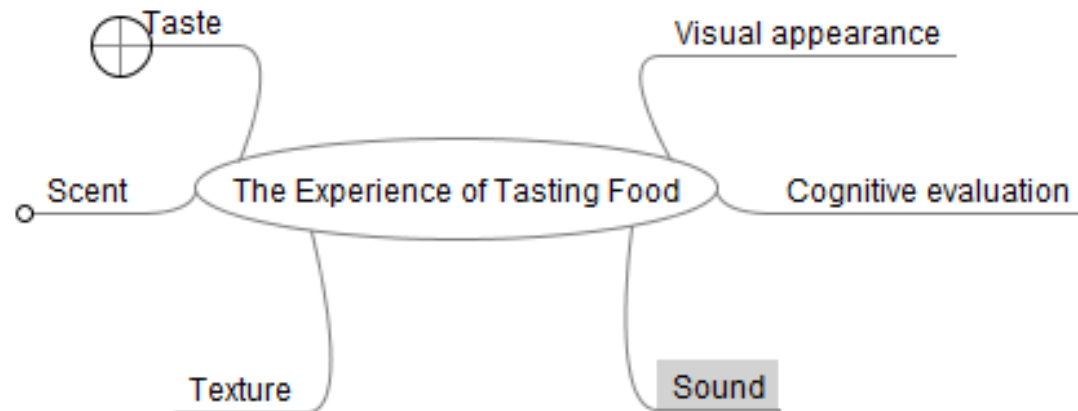 Taste
Visual appearance
Scent
The Experience of Tasting Food
Cognitive evaluation
Texture
Sound